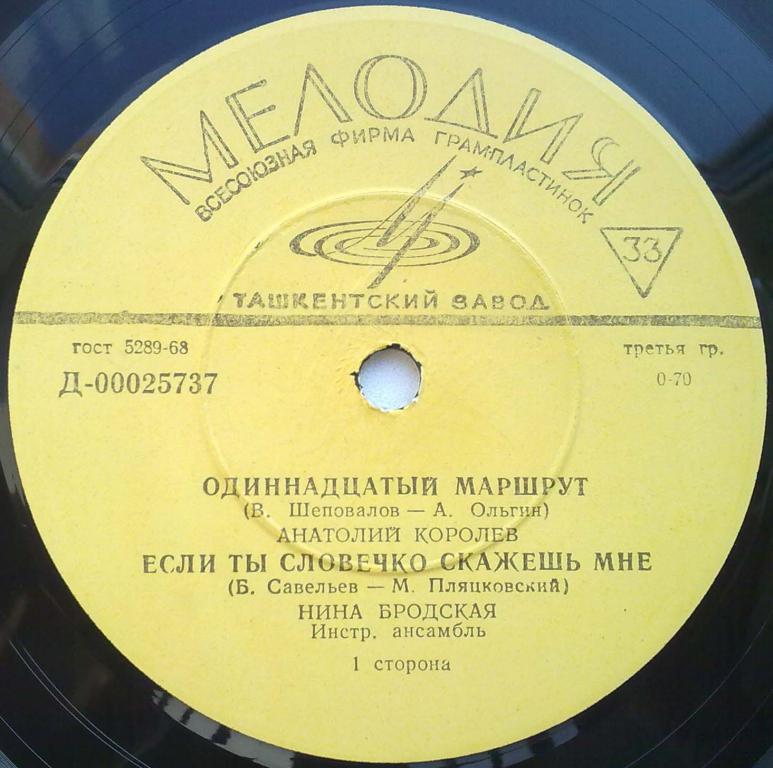 МЕЛОДИЯ
ВСЕСОЮЗНАЯ ФИРМА ГРАМПЛАСТИНОК
33
ТАШКЕНТСКИЙ ЗАВОД
гост 5289-68
третья гр.
Д-00025737
0-70
ОДИННАДЦАТЫЙ МАРШРУТ
(В. Шеповалов — А. Ольгин)
АНАТОЛИЙ КОРОЛЕВ
ЕСЛИ ТЫ СЛОВЕЧКО СКАЖЕШЬ МНЕ
(Б. Савельев — М. Пляцковский)
НИНА БРОДСКАЯ
Инстр. ансамбль
1 сторона